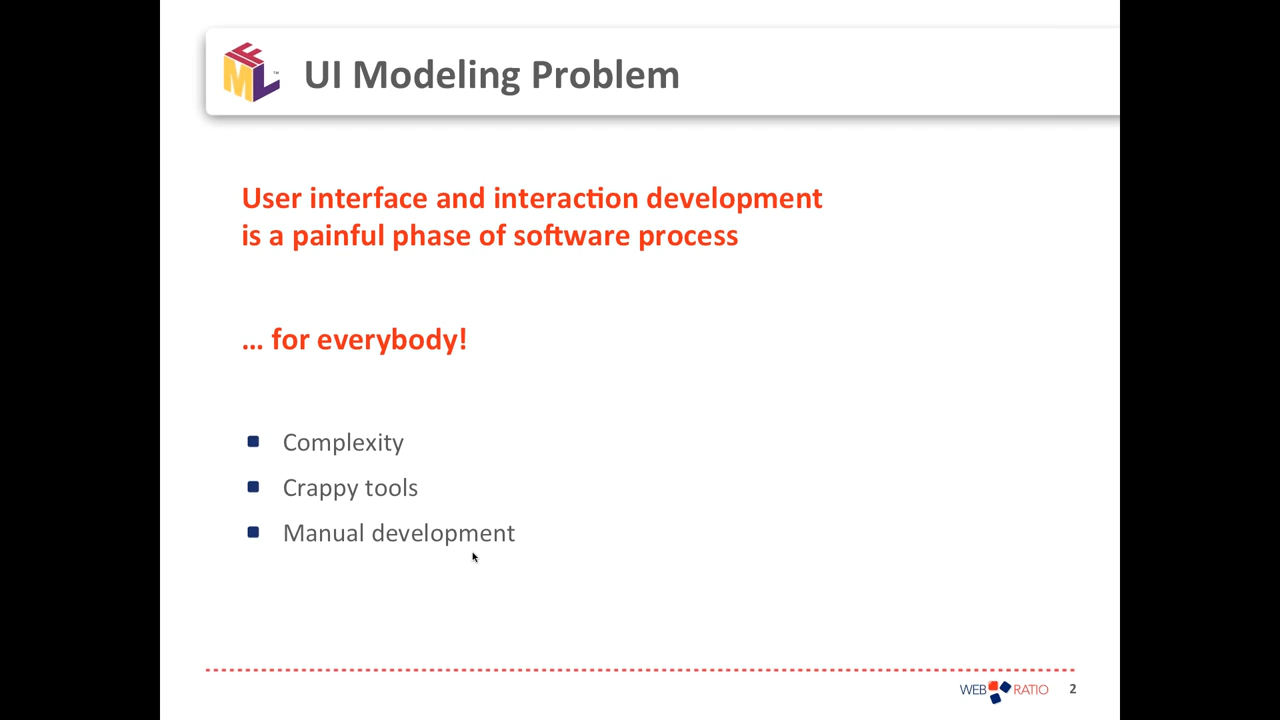 IFML™ UI Modeling Problem
User interface and interaction development
is a painful phase of software process
... for everybody!
Complexity
Crappy tools
Manual development
WEB RATIO 2